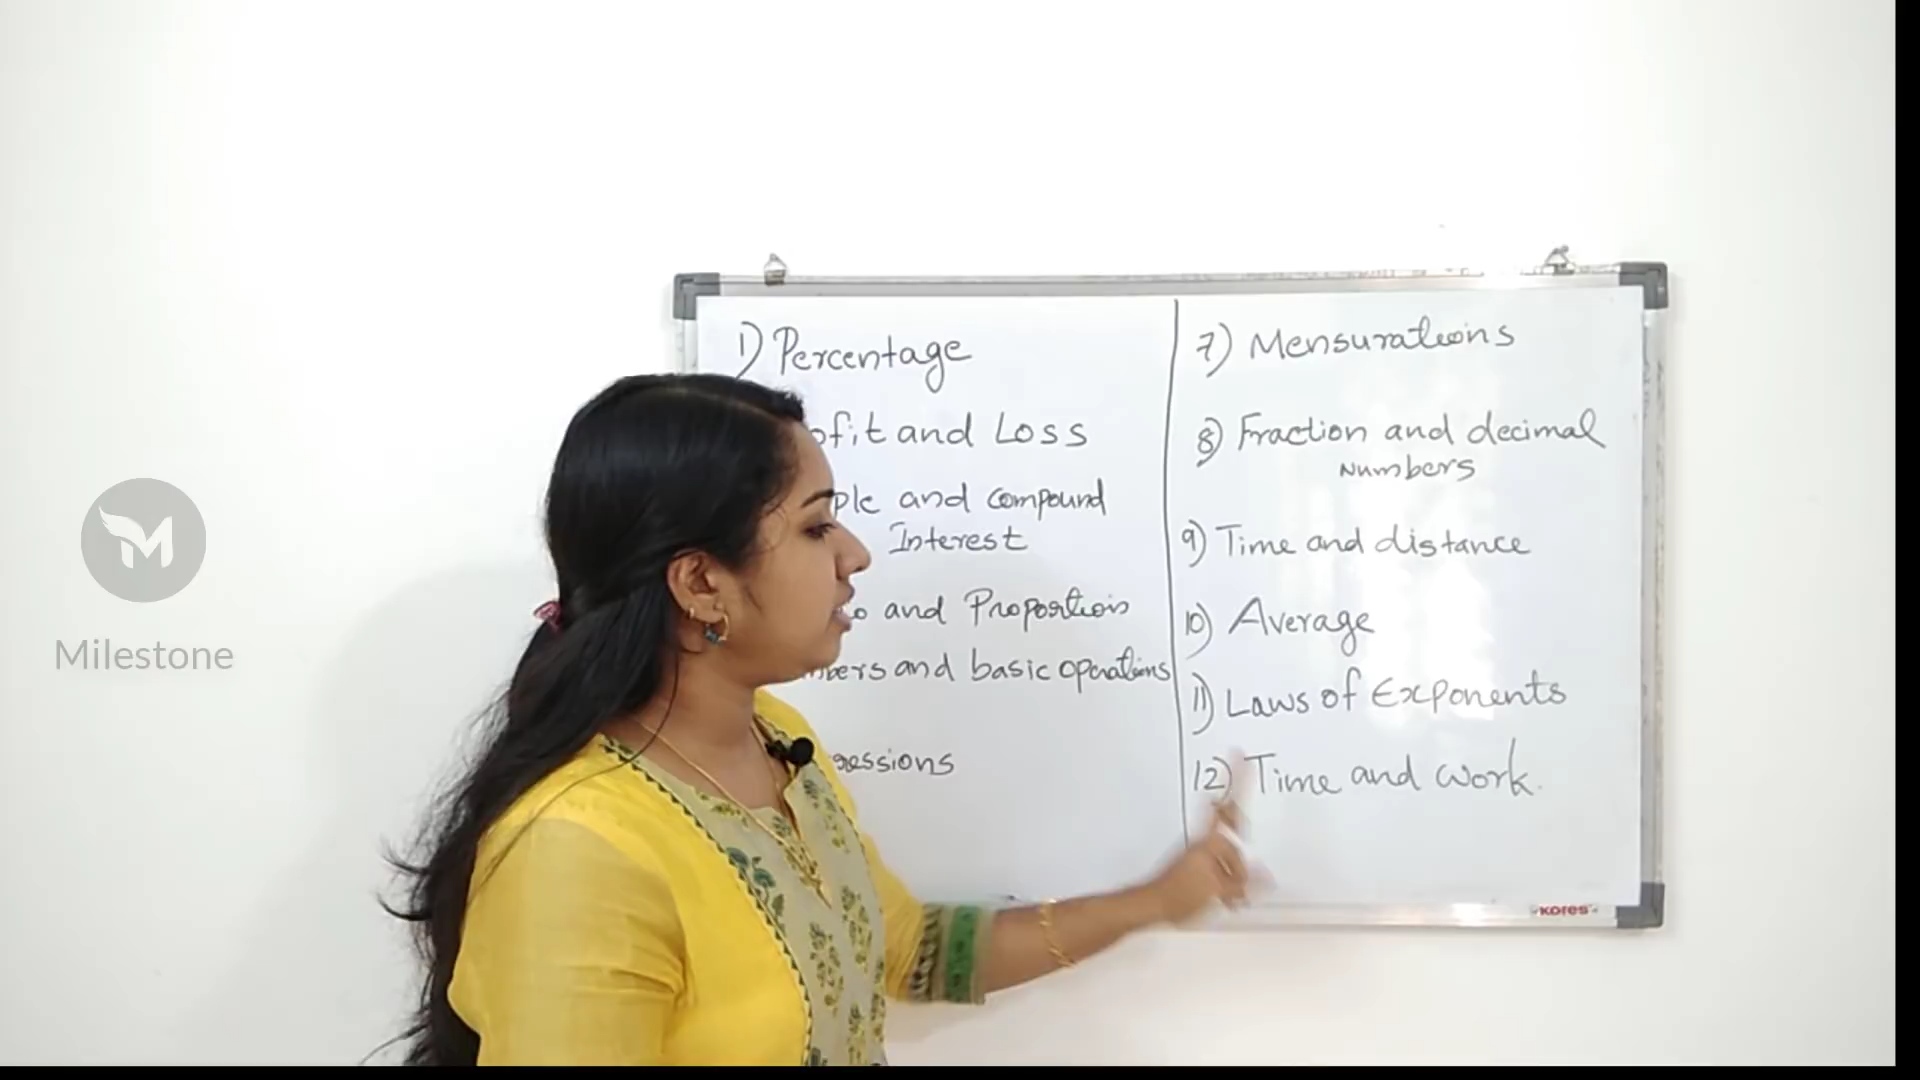 1) Percentage
ofit and Loss
ple and compound
Interest
o and Proportion
bers and basic operations
gressions
7) Mensurations
8) Fraction and decimal
Numbers
9) Time and distance
10) Average
11) Laws of Exponents
12) Time and work.
KORES
Milestone